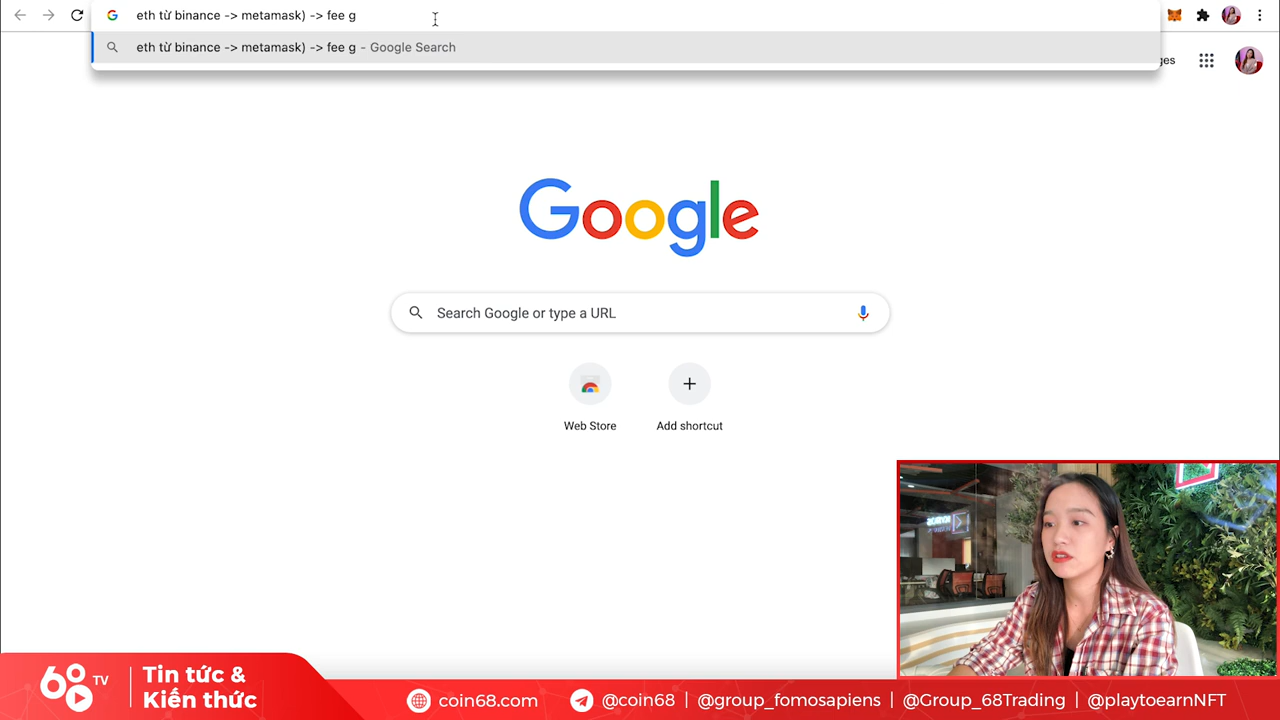 eth từ binance -> metamask) -> fee g
eth từ binance -> metamask) -> fee g - Google Search
ges
Google
Search Google or type a URL
Web Store
Add shortcut
68 TV
Tin tức &
Kiến thức
coin68.com
@coin68 | @group_fomosapiens | @Group_68Trading | @playtoearnNFT